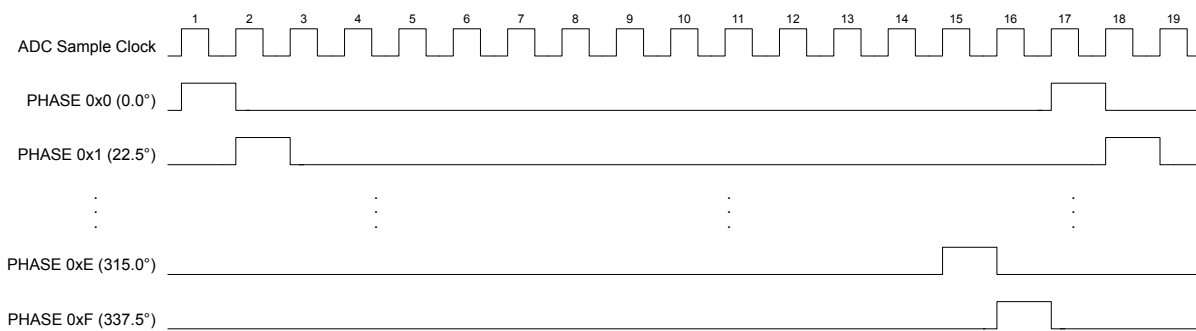 1 2 3 4 5 6 7 8 9 10 11 12 13 14 15 16 17 18 19
ADC Sample Clock
PHASE 0x0 (0.0°)
PHASE 0x1 (22.5°)
PHASE 0xE (315.0°)
PHASE 0xF (337.5°)